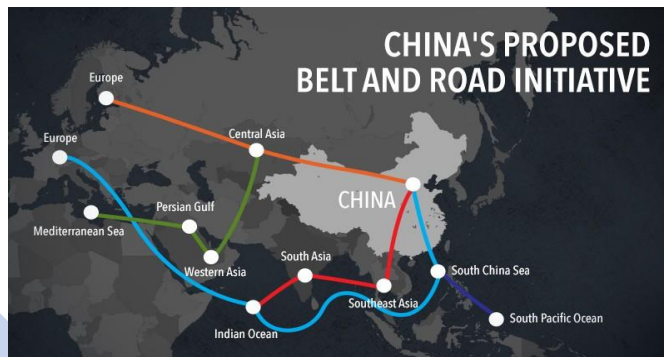 CHINA'S PROPOSED
BELT AND ROAD INITIATIVE
Europe
Central Asia
Europe
CHINA
Persian Gulf
Mediterranean Sea
South Asia
Western Asia
South China Sea
Southeast Asia
Indian Ocean
South Pacific Ocean